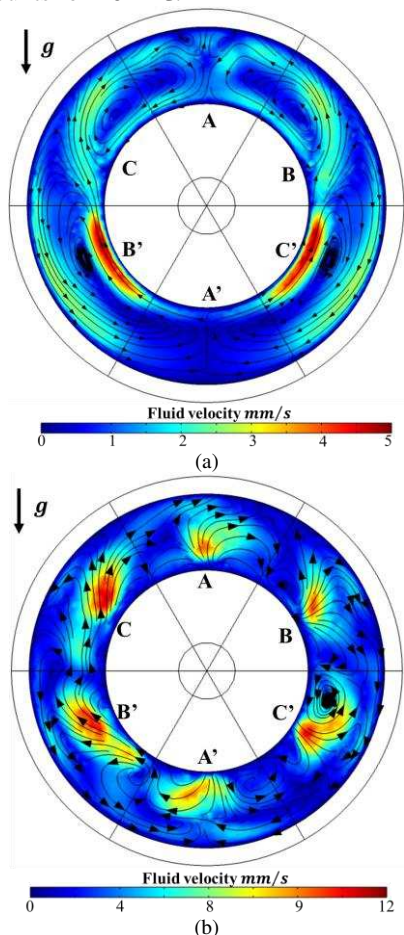 g
A
C
B
B'
C'
A'
Fluid velocity mm/s
0 1 2 3 4 5
(a)
g
A
C
B
B'
C'
A'
Fluid velocity mm/s
0 4 8 9 12
(b)